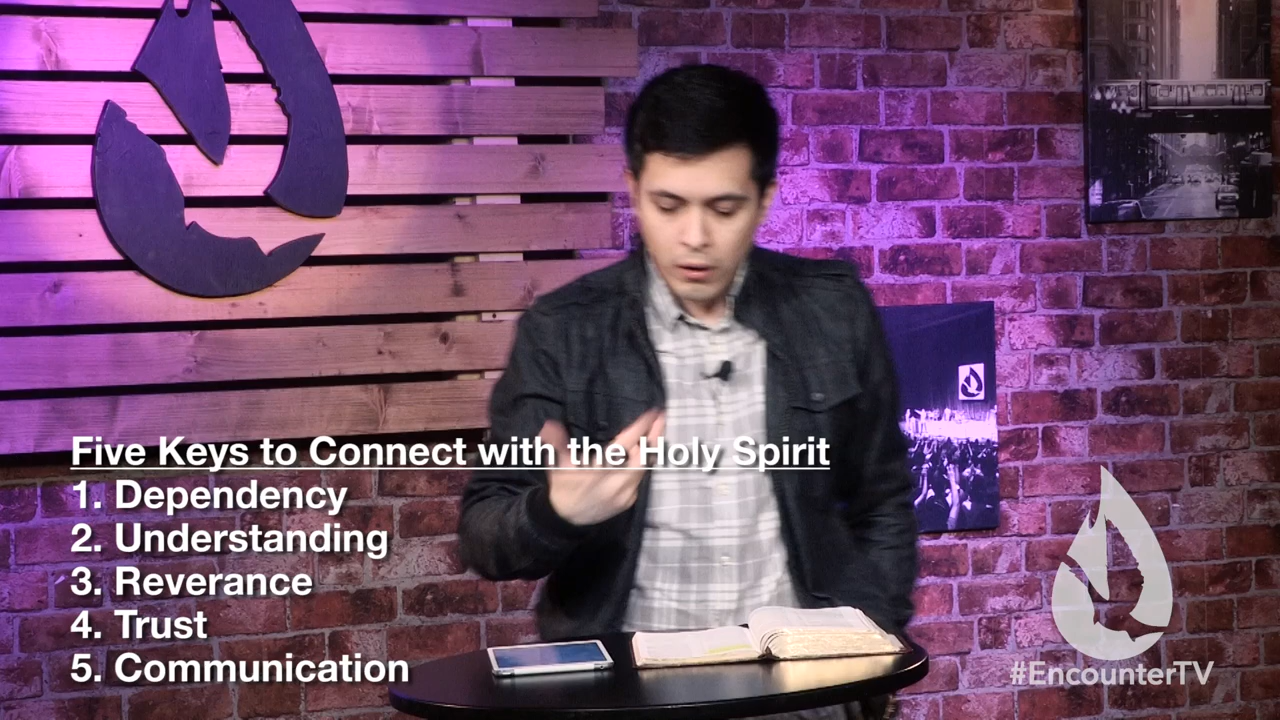 Five Keys to Connect with the Holy Spirit
1. Dependency
2. Understanding
3. Reverance
4. Trust
5. Communication
#EncounterTV